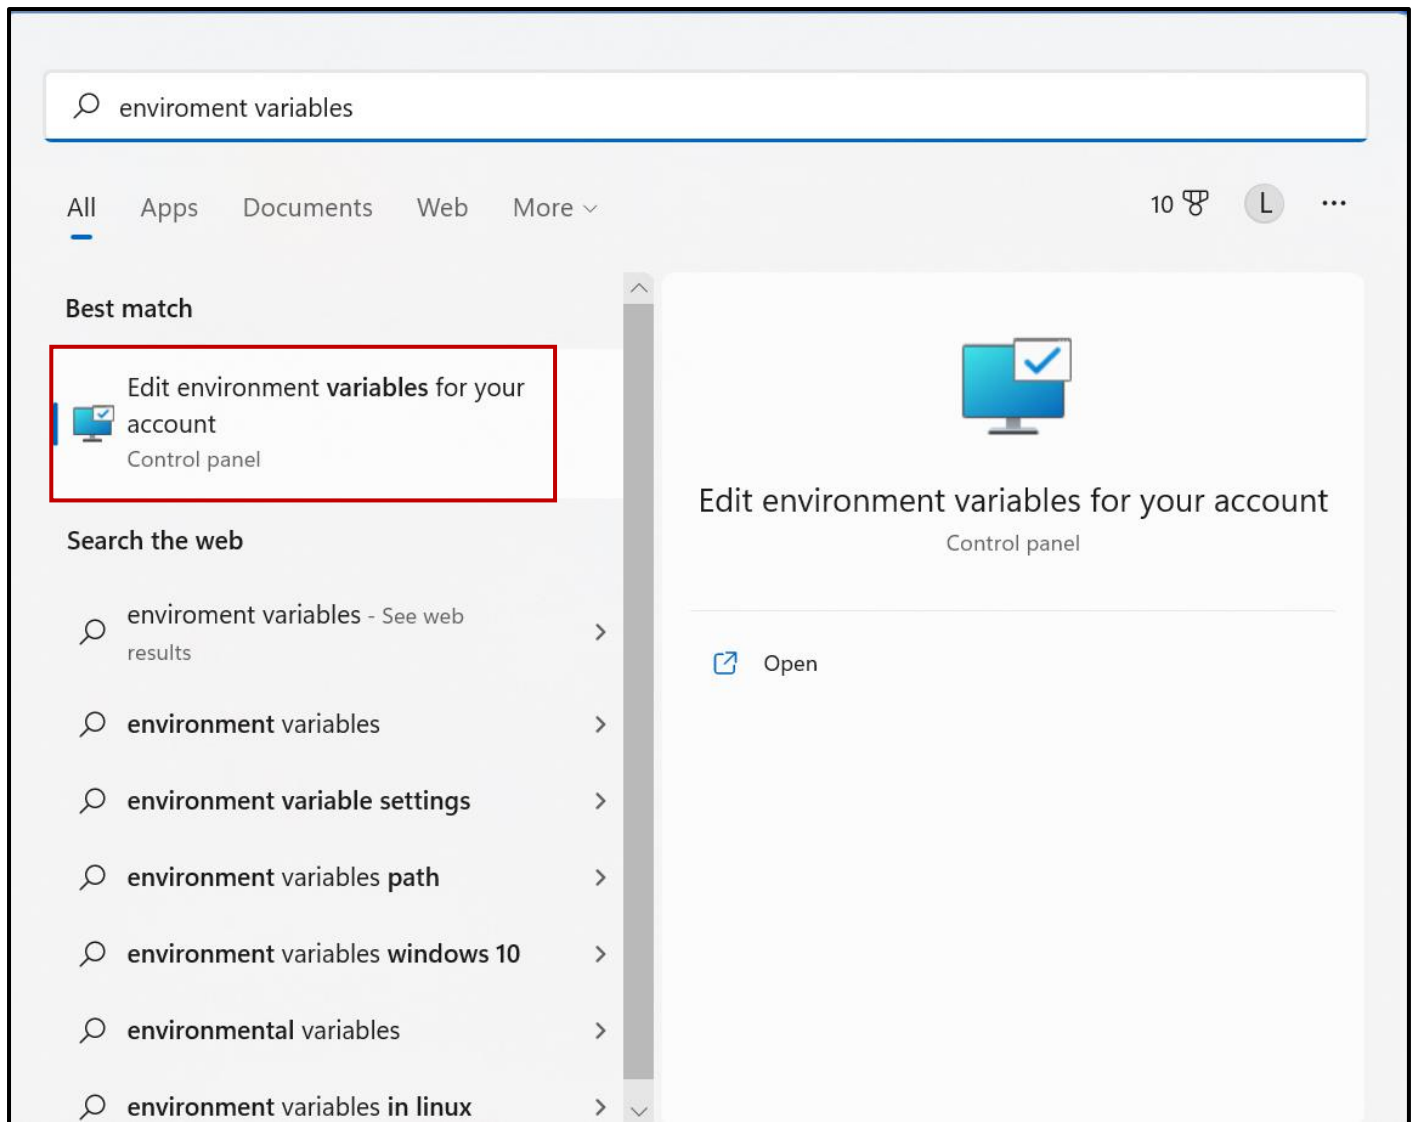 enviroment variables
All Apps Documents Web More 10 L ...
Best match
Edit environment variables for your
account
Control panel
Search the web
enviroment variables - See web
results
environment variables
environment variable settings
environment variables path
environment variables windows 10
environmental variables
environment variables in linux
Edit environment variables for your account
Control panel
Open